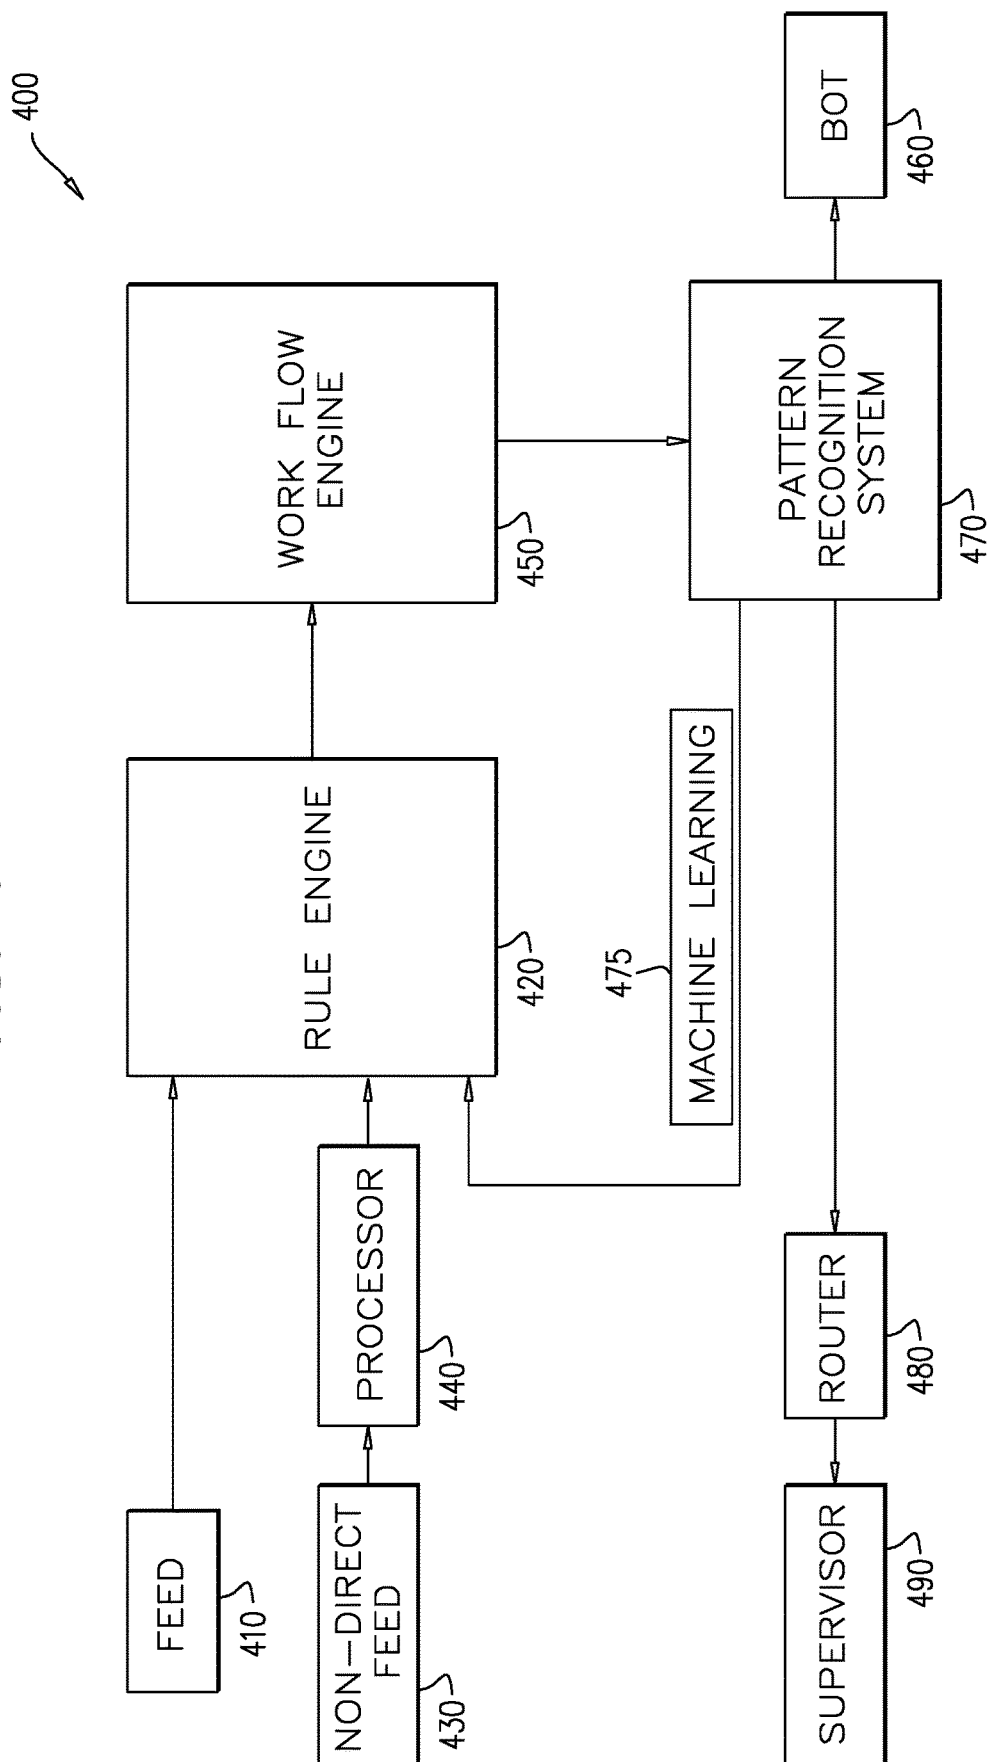 400
FEED
410
NON-DIRECT
FEED
430
PROCESSOR
440
RULE ENGINE
420
WORK FLOW
ENGINE
450
475
MACHINE LEARNING
PATTERN
RECOGNITION
SYSTEM
470
BOT
460
ROUTER
480
SUPERVISOR
490